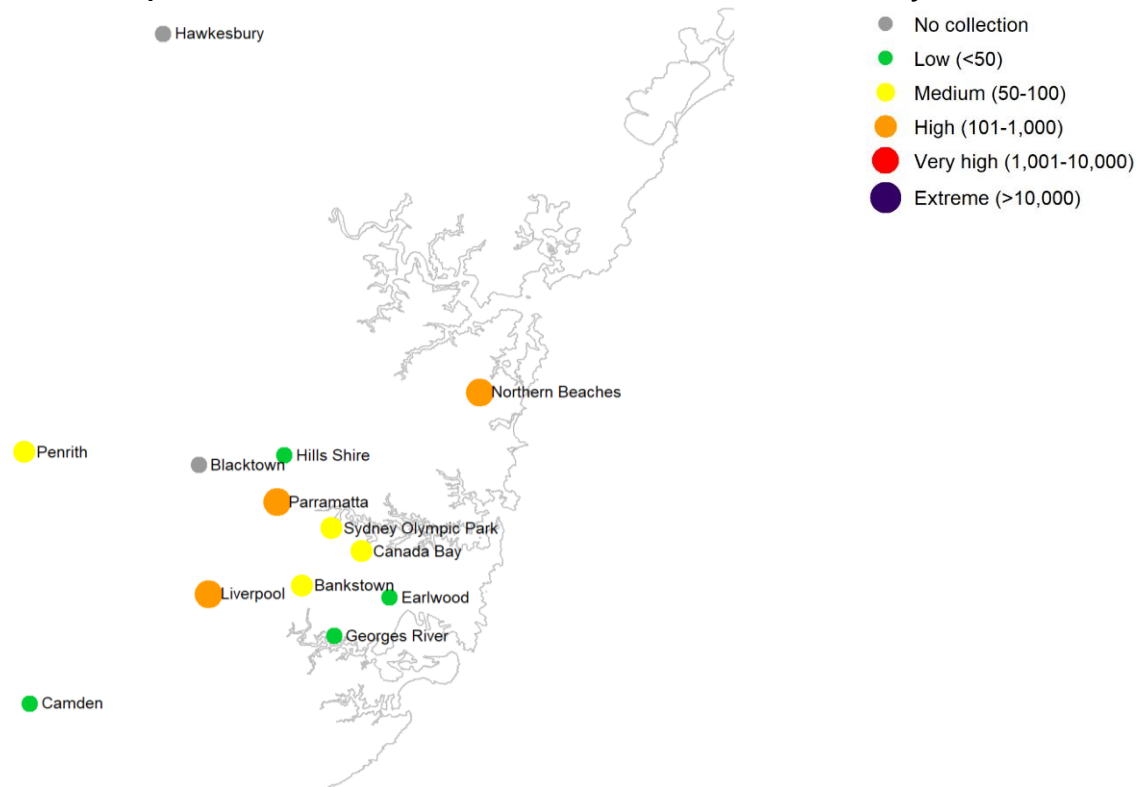 Hawkesbury
No collection
Low (<50)
Medium (50-100)
High (101-1,000)
Very high (1,001-10,000)
Extreme (>10,000)
Northern Beaches
Penrith
Hills Shire
Blacktown
Parramatta
Sydney Olympic Park
Canada Bay
Bankstown
Liverpool
Earlwood
Georges River
Camden